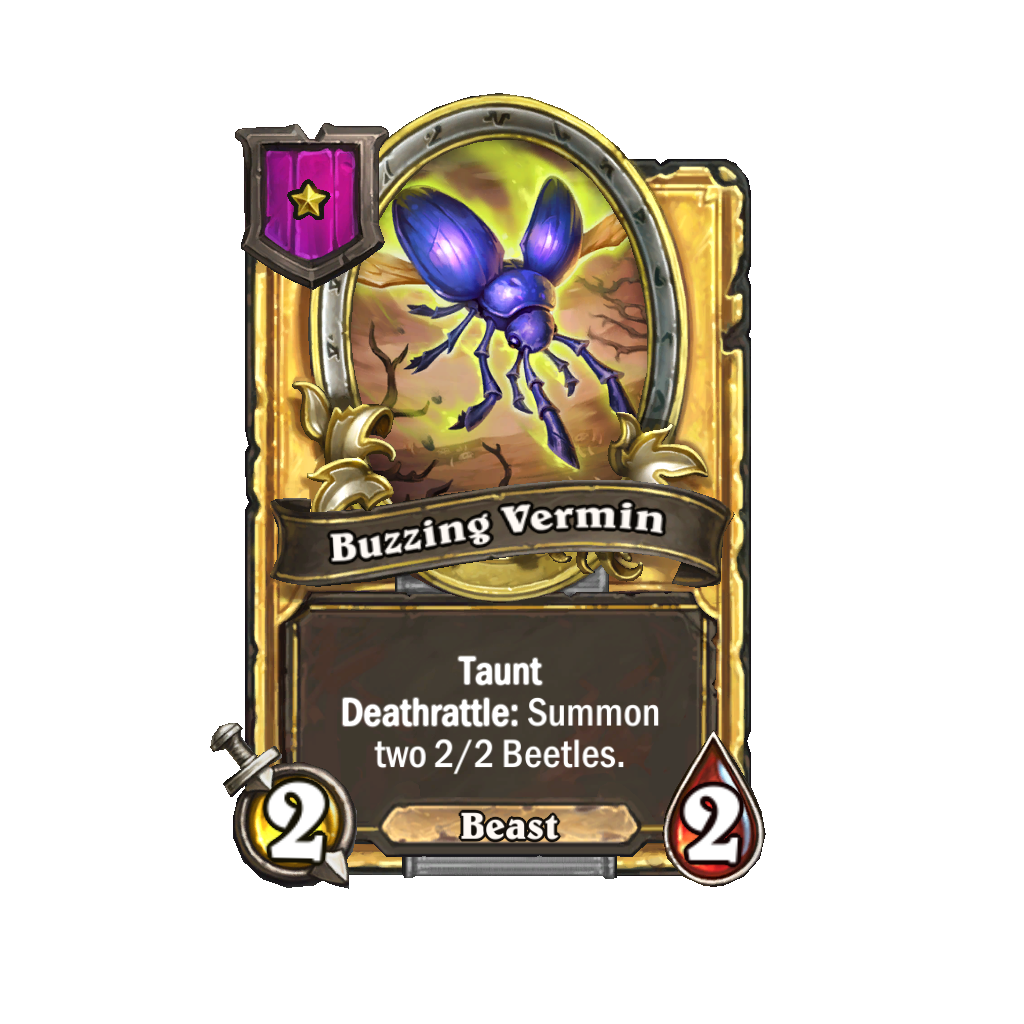 Buzzing Vermin
Taunt
Deathrattle: Summon
two 2/2 Beetles.
2
Beast
2